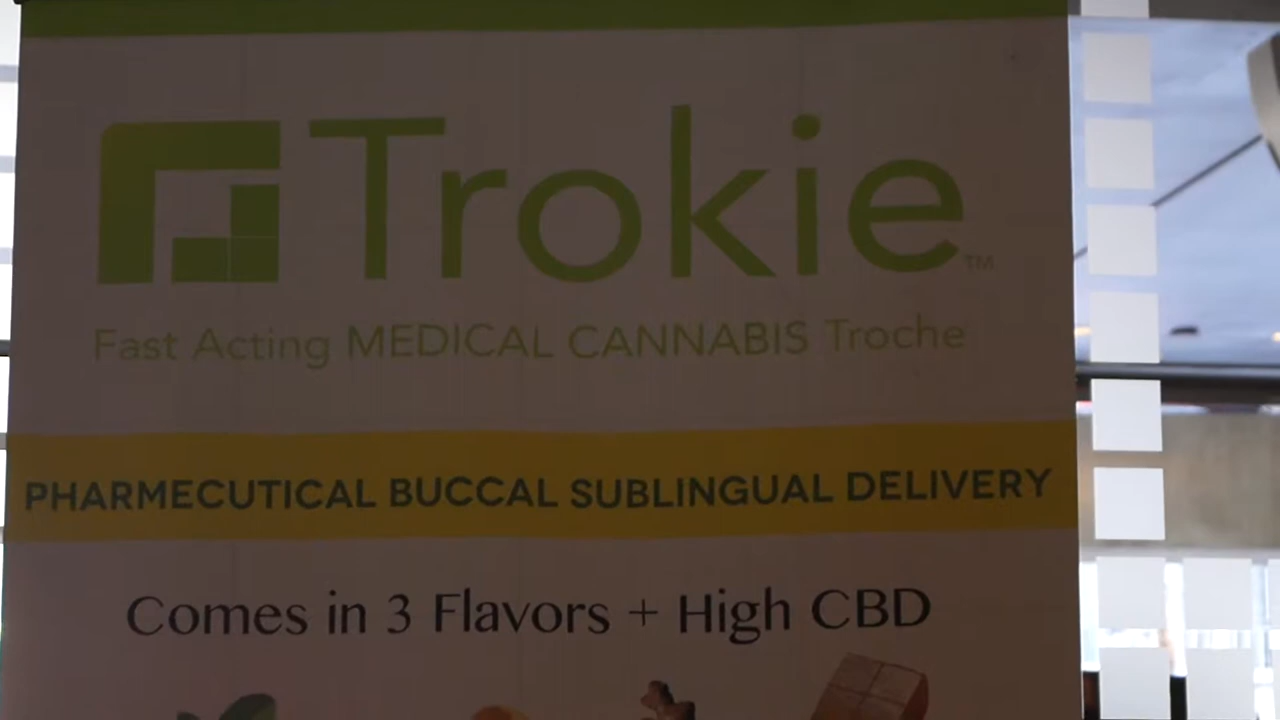 Trokie™
Fast Acting MEDICAL CANNABIS Troche
PHARMECUTICAL BUCCAL SUBLINGUAL DELIVERY
Comes in 3 Flavors + High CBD